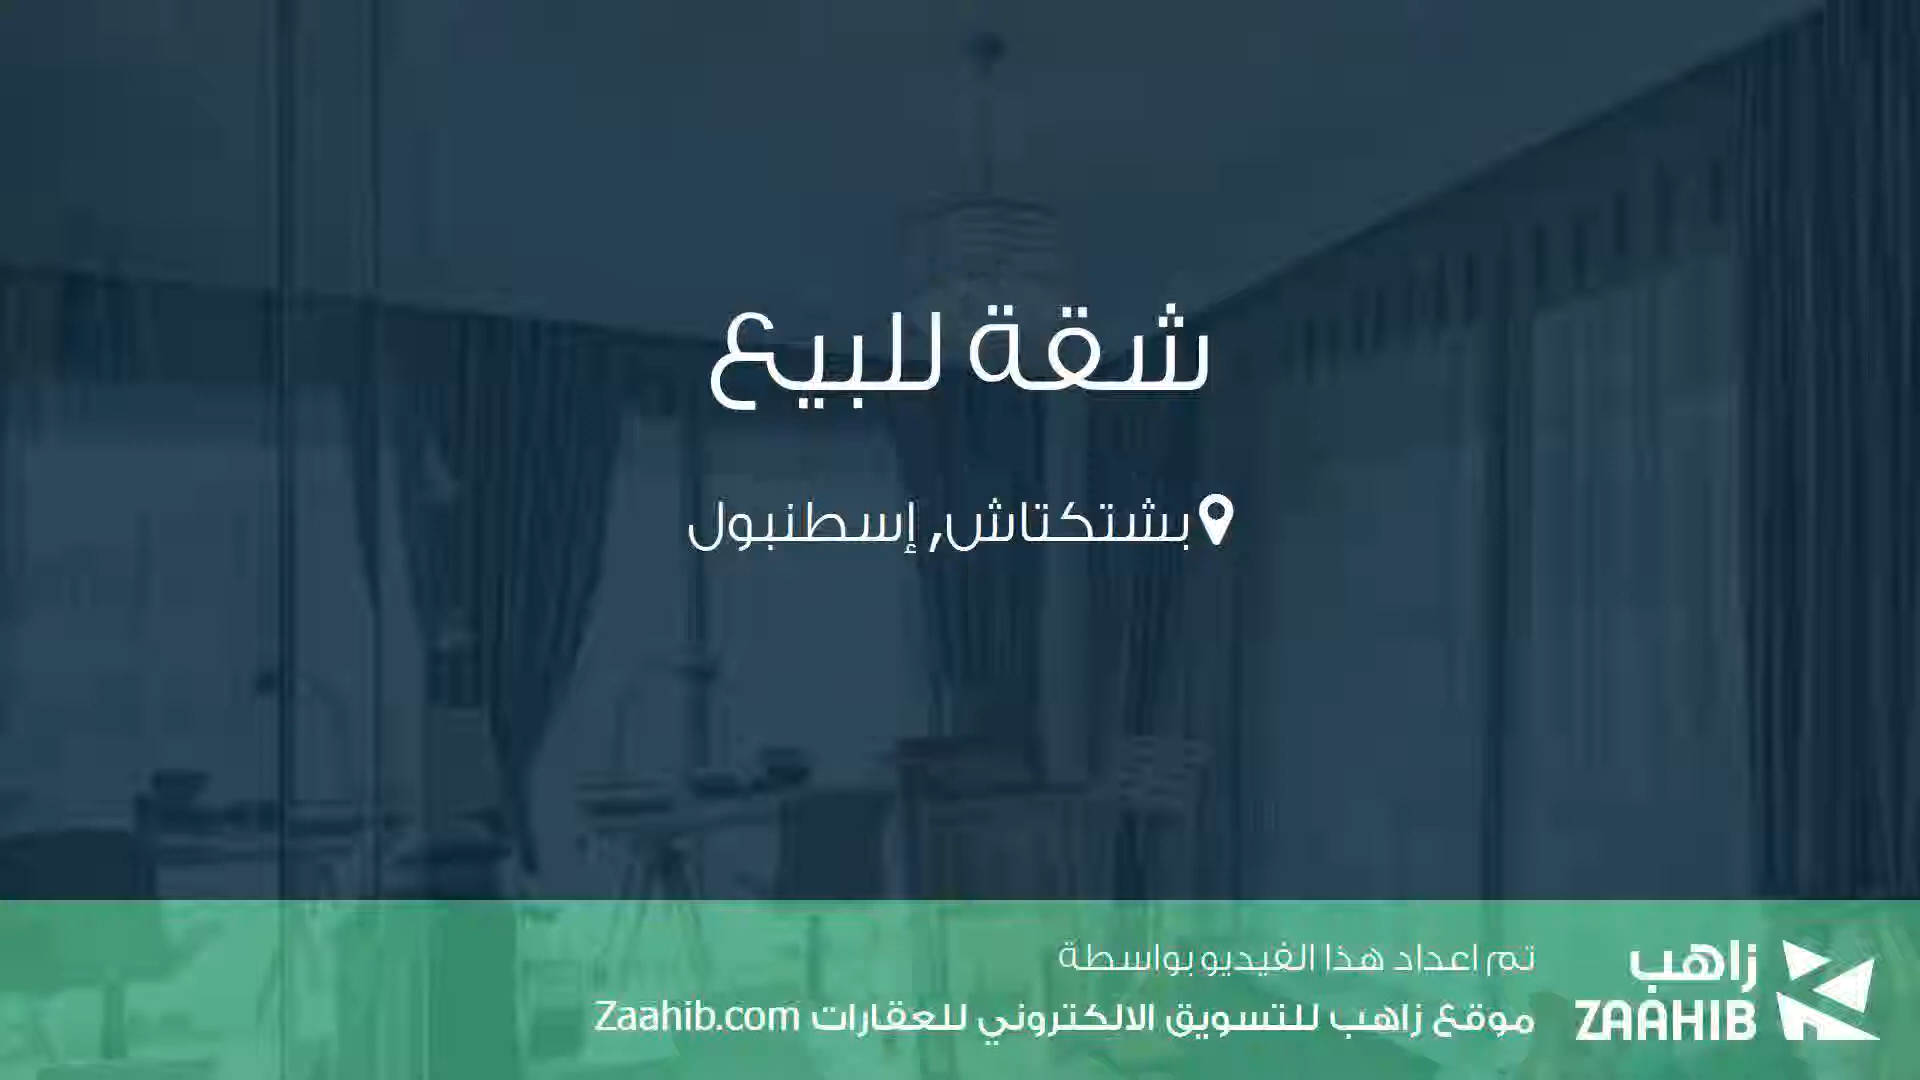 شقة للبيع
بشتكتاش, إسطنبول
تم اعداد هذا الفيديو بواسطة
موقع زاهب للتسويق الالكتروني للعقارات Zaahib.com
زاهب
ZAAHIB